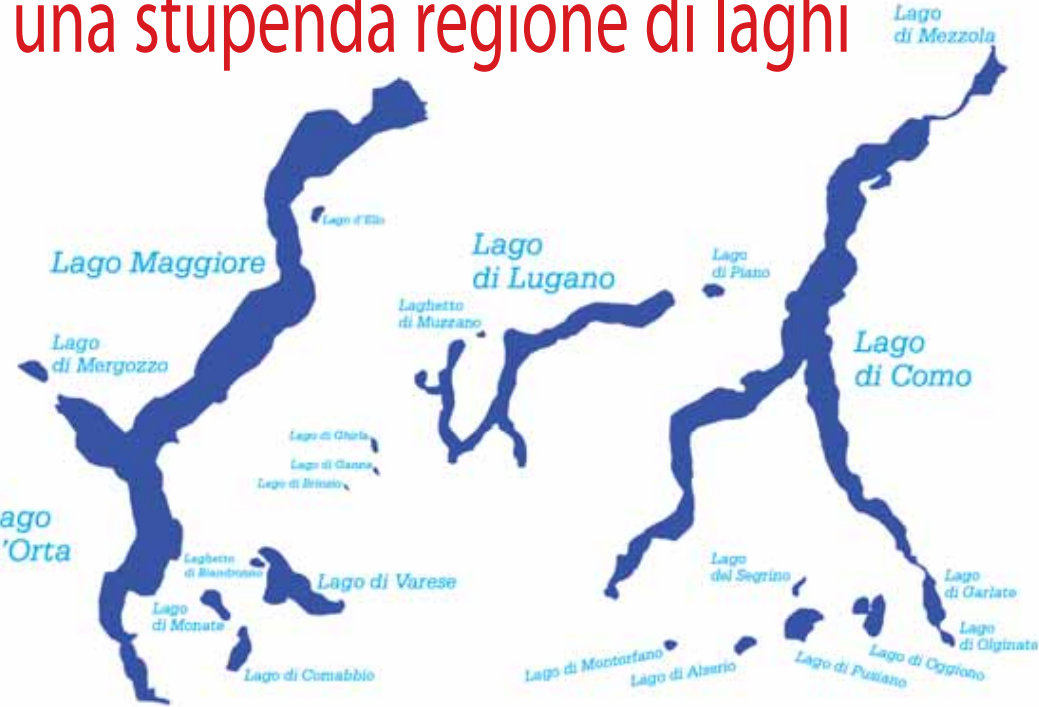 una stupenda regione di laghi
Lago
di Mezzola
Lago d'Elio
Lago Maggiore
Lago
di Lugano
Lago
di Piano
Laghetto
di Muzzano
Lago
di Mergozzo
Lago
di Como
Lago di Ghirla
Lago di Ganna
Lago di Brinzio
ago
'Orta
Laghetto
di Biandronno
Lago di Varese
Lago
di Monate
Lago di Comabbio
Lago
del Segrino
Lago
di Garlate
Lago
di Olginate
Lago di Montorfano
Lago di Alserio
Lago di Pusiano
Lago di Oggiono